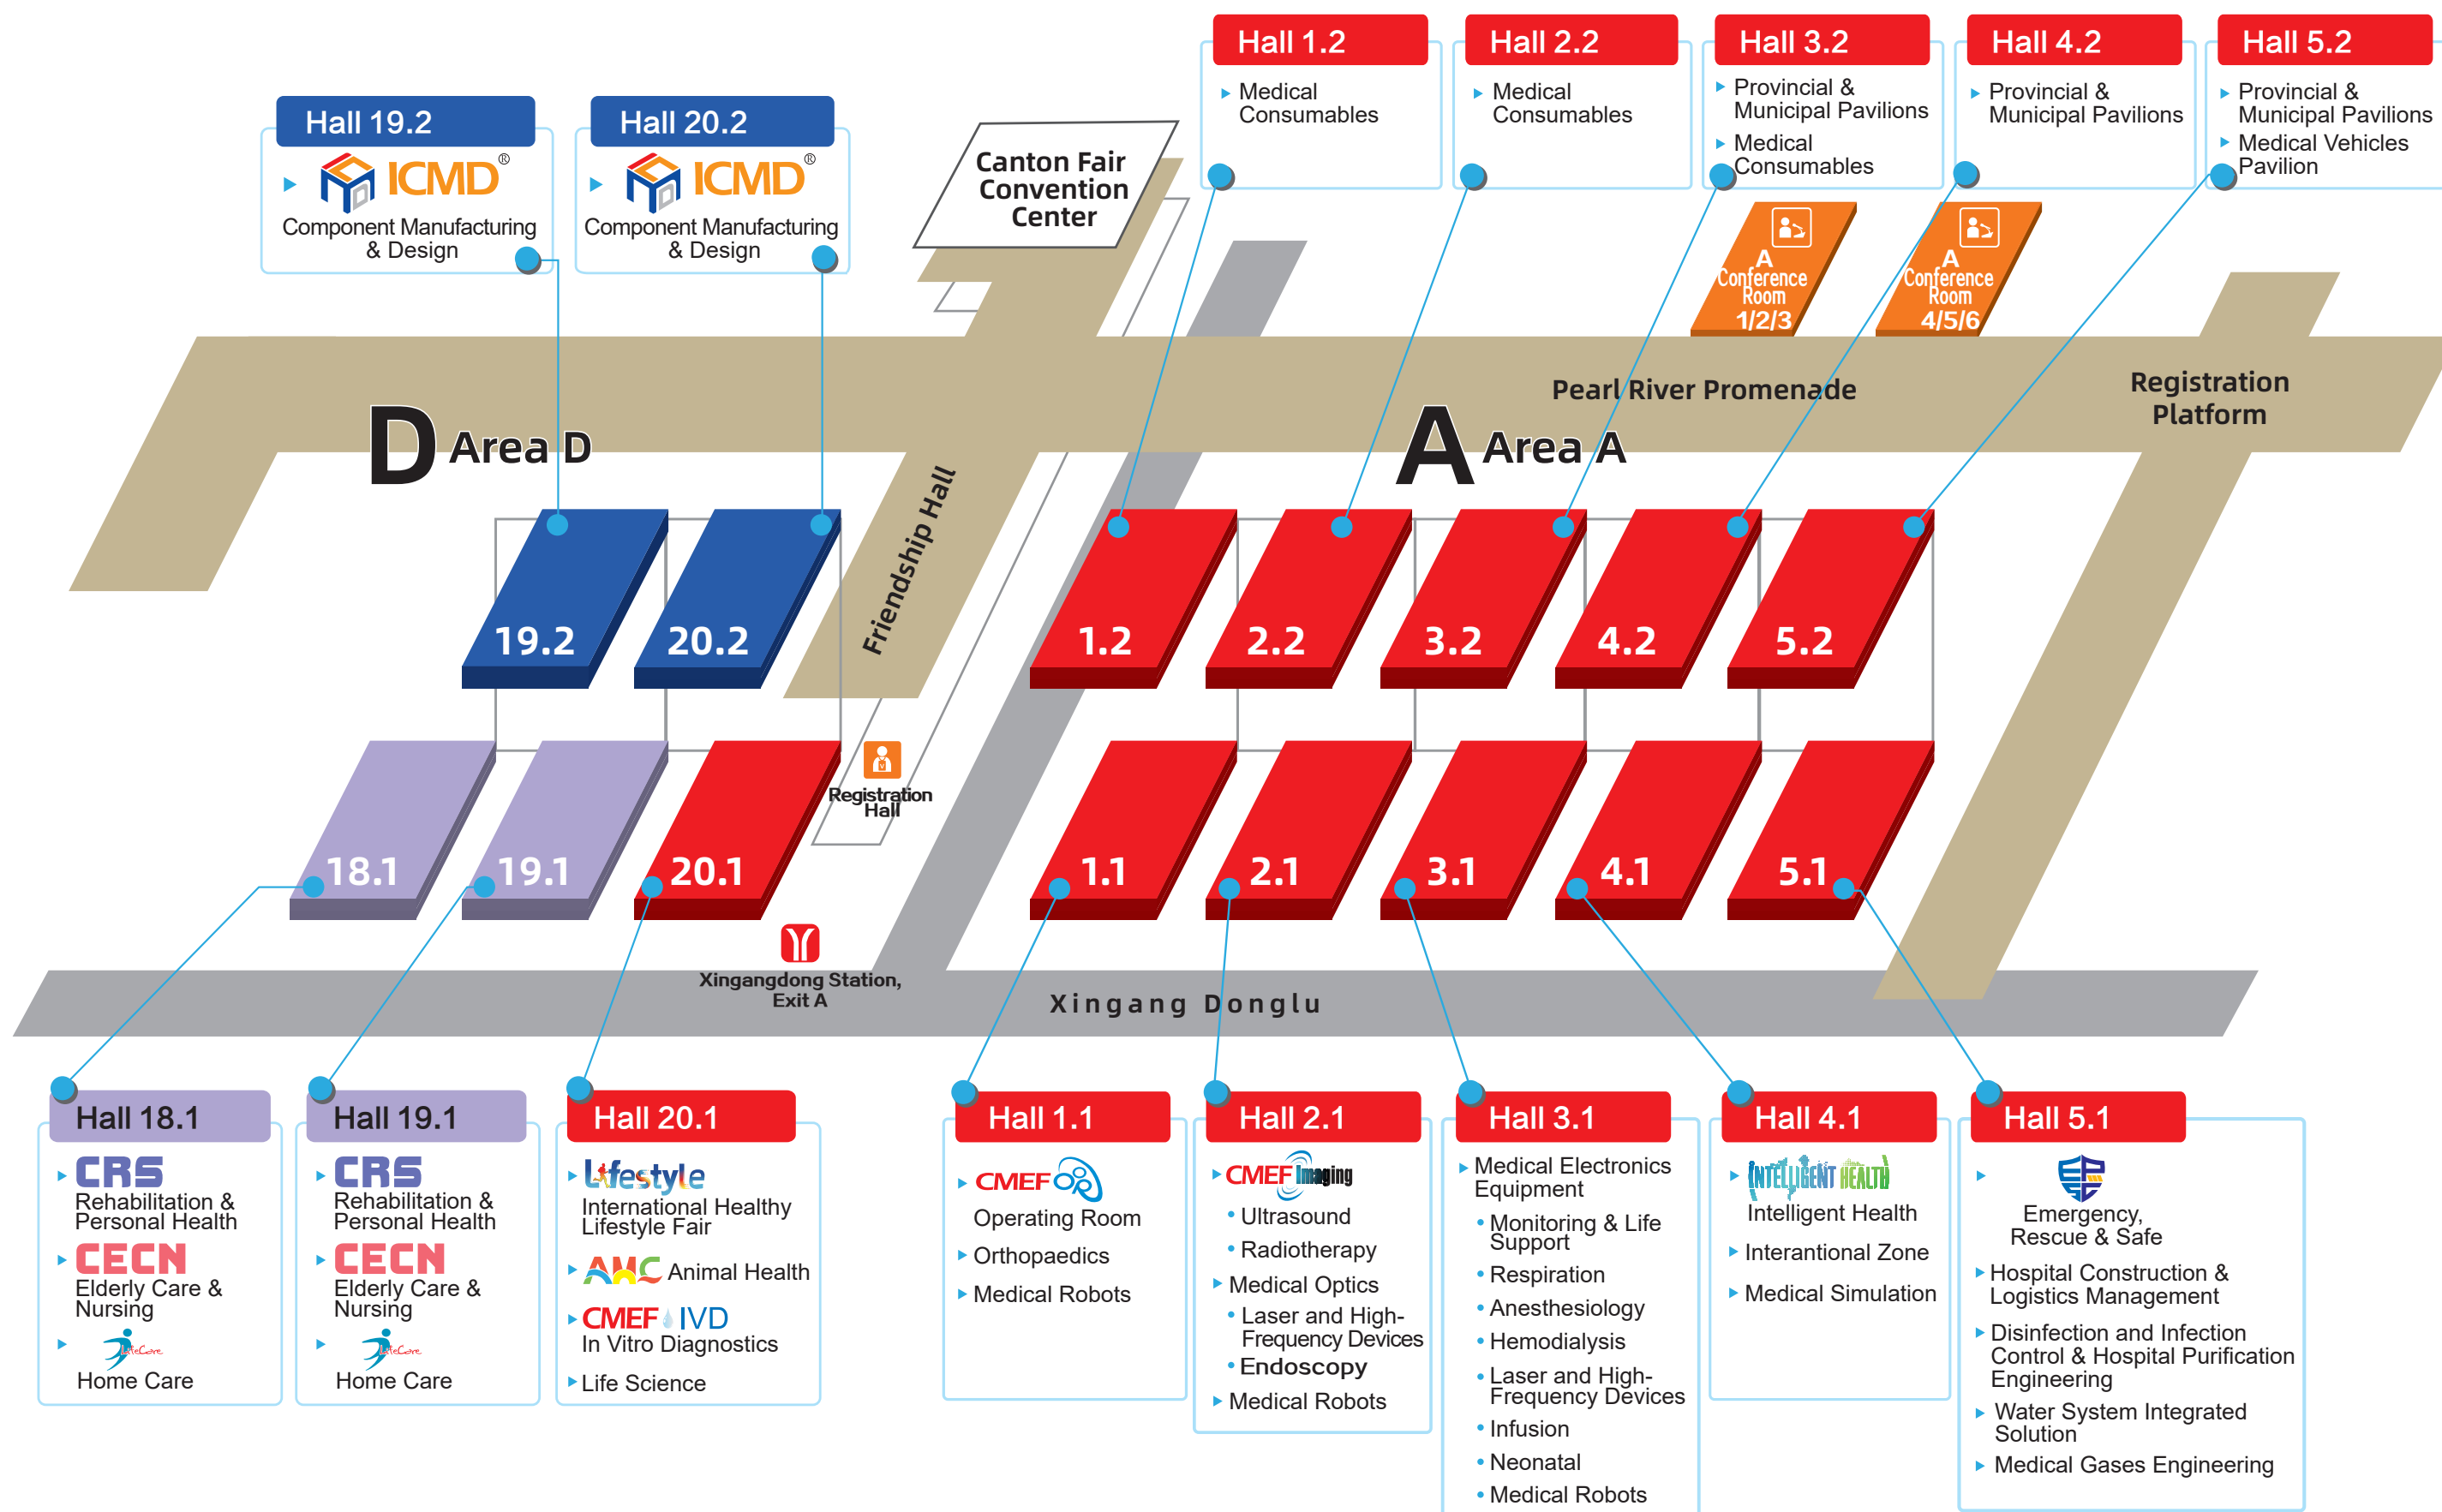 Hall 1.2
Medical
Consumables
Hall 2.2
Medical
Consumables
Hall 3.2
Provincial &
Municipal Pavilions
Medical
Consumables
Hall 4.2
Provincial &
Municipal Pavilions
Hall 5.2
Provincial &
Municipal Pavilions
Medical Vehicles
Pavilion
Hall 19.2
ICMD®
Component Manufacturing
& Design
Hall 20.2
ICMD®
Component Manufacturing
& Design
Canton Fair
Convention
Center
A
Conference
Room
1/2/3
A
Conference
Room
4/5/6
Pearl River Promenade
Registration
Platform
D Area D
A Area A
Friendship Hall
19.2
20.2
1.2
2.2
3.2
4.2
5.2
Registration
Hall
18.1
19.1
20.1
1.1
2.1
3.1
4.1
5.1
Xingangdong Station,
Exit A
Xingang Donglu
Hall 18.1
CRS
Rehabilitation &
Personal Health
CECN
Elderly Care &
Nursing
LifeCare
Home Care
Hall 19.1
CRS
Rehabilitation &
Personal Health
CECN
Elderly Care &
Nursing
LifeCare
Home Care
Hall 20.1
Lifestyle
International Healthy
Lifestyle Fair
AMC Animal Health
CMEF IVD
In Vitro Diagnostics
Life Science
Hall 1.1
CMEF OR
Operating Room
Orthopaedics
Medical Robots
Hall 2.1
CMEF Imaging
Ultrasound
Radiotherapy
Medical Optics
Laser and High-
Frequency Devices
Endoscopy
Medical Robots
Hall 3.1
Medical Electronics
Equipment
Monitoring & Life
Support
Respiration
Anesthesiology
Hemodialysis
Laser and High-
Frequency Devices
Infusion
Neonatal
Medical Robots
Hall 4.1
INTELLIGENT HEALTH
Intelligent Health
Interantional Zone
Medical Simulation
Hall 5.1
Emergency,
Rescue & Safe
Hospital Construction &
Logistics Management
Disinfection and Infection
Control & Hospital Purification
Engineering
Water System Integrated
Solution
Medical Gases Engineering